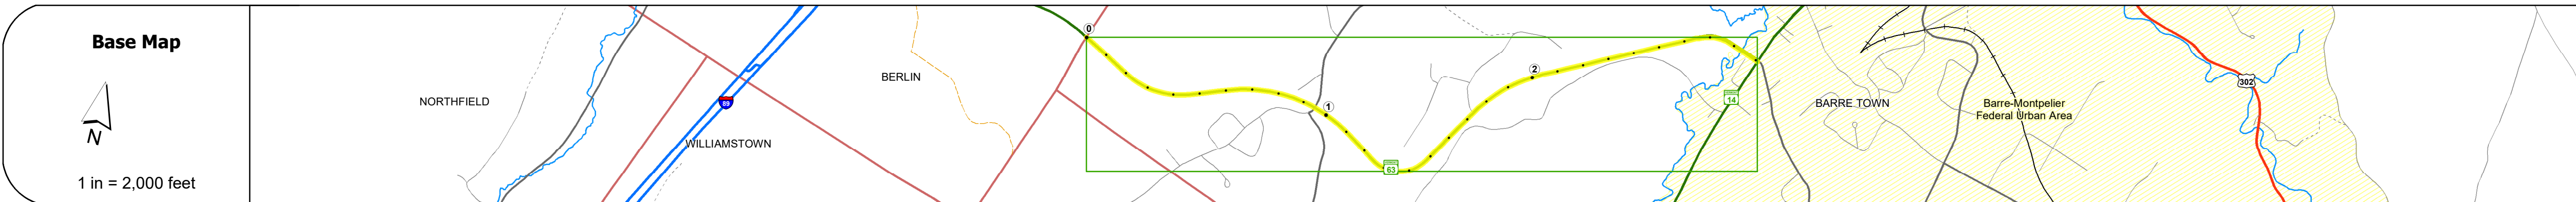 Base Map
N
1 in = 2,000 feet
NORTHFIELD
89
WILLIAMSTOWN
BERLIN
0
1
63
2
14
BARRE TOWN
Barre-Montpelier
Federal Urban Area
302